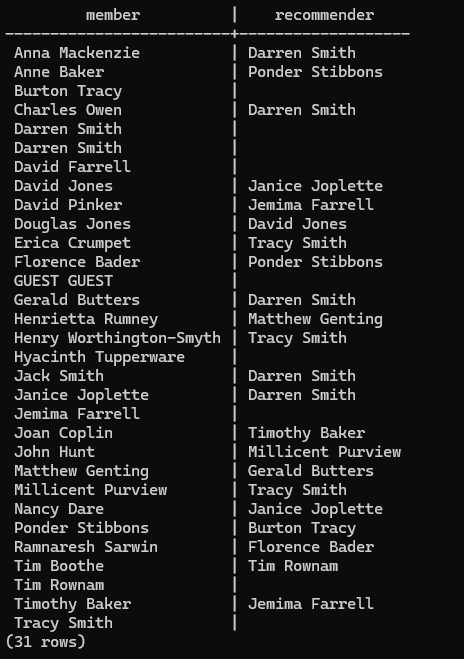 member          |    recommender
------------------------+-------------------
 Anna Mackenzie         | Darren Smith
 Anne Baker             | Ponder Stibbons
 Burton Tracy           |
 Charles Owen           | Darren Smith
 Darren Smith           |
 Darren Smith           |
 David Farrell          |
 David Jones            | Janice Joplette
 David Pinker           | Jemima Farrell
 Douglas Jones          | David Jones
 Erica Crumpet          | Tracy Smith
 Florence Bader         | Ponder Stibbons
 GUEST GUEST            |
 Gerald Butters         | Darren Smith
 Henrietta Rumney       | Matthew Genting
 Henry Worthington-Smyth | Tracy Smith
 Hyacinth Tupperware    |
 Jack Smith             | Darren Smith
 Janice Joplette        | Darren Smith
 Jemima Farrell         |
 Joan Coplin            | Timothy Baker
 John Hunt              | Millicent Purview
 Matthew Genting        | Gerald Butters
 Millicent Purview      | Tracy Smith
 Nancy Dare             | Janice Joplette
 Ponder Stibbons        | Burton Tracy
 Ramnaresh Sarwin       | Florence Bader
 Tim Boothe             | Tim Rownam
 Tim Rownam             |
 Timothy Baker          | Jemima Farrell
 Tracy Smith            |
(31 rows)